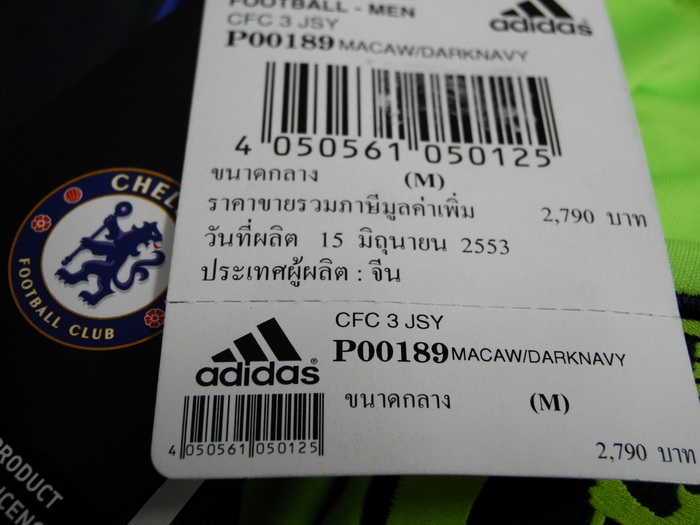 FOOTBALL - MEN
adidas
CFC 3 JSY
P00189 MACAW/DARKNAVY
4 050561 050125
ขนาดกลาง (M)
ราคาขายรวมภาษีมูลค่าเพิ่ม 2,790 บาท
วันที่ผลิต 15 มิถุนายน 2553
ประเทศผู้ผลิต : จีน
CFC 3 JSY
adidas®
P00189 MACAW/DARKNAVY
ขนาดกลาง (M)
4 050561 050125
2,790 บาท
FOOTBALL CLUB
PRODUCT